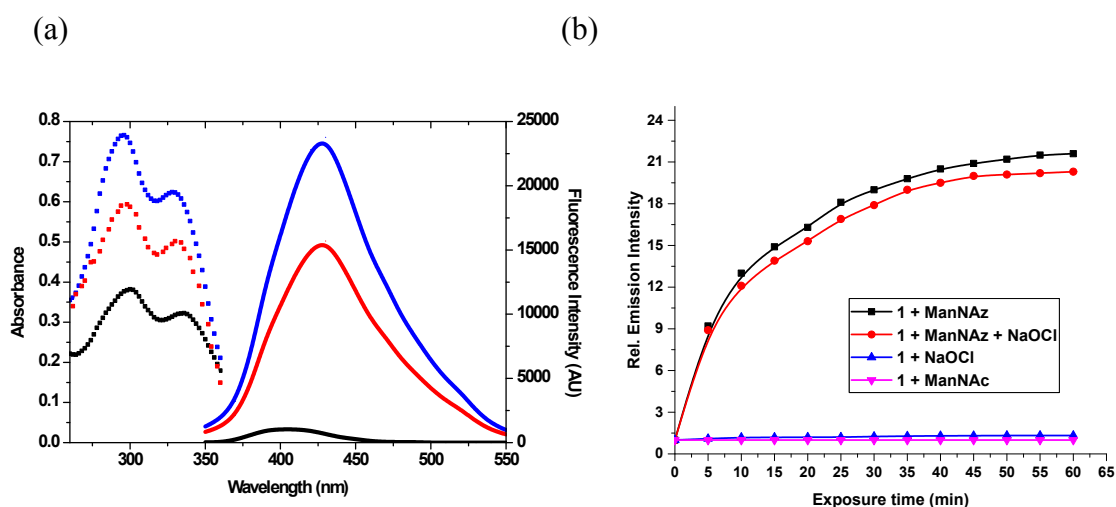 (a)
(b)
0.8
0.7
0.6
0.5
0.4
0.3
0.2
0.1
0.0
Absorbance
300 350 400 450 500 550
Wavelength (nm)
25000
20000
15000
10000
5000
0
Fluorescence Intensity (AU)
24
21
18
15
12
9
6
3
0
Rel. Emission Intensity
1 + ManNAz
1 + ManNAz + NaOCl
1 + NaOCl
1 + ManNAc
0 5 10 15 20 25 30 35 40 45 50 55 60 65
Exposure time (min)